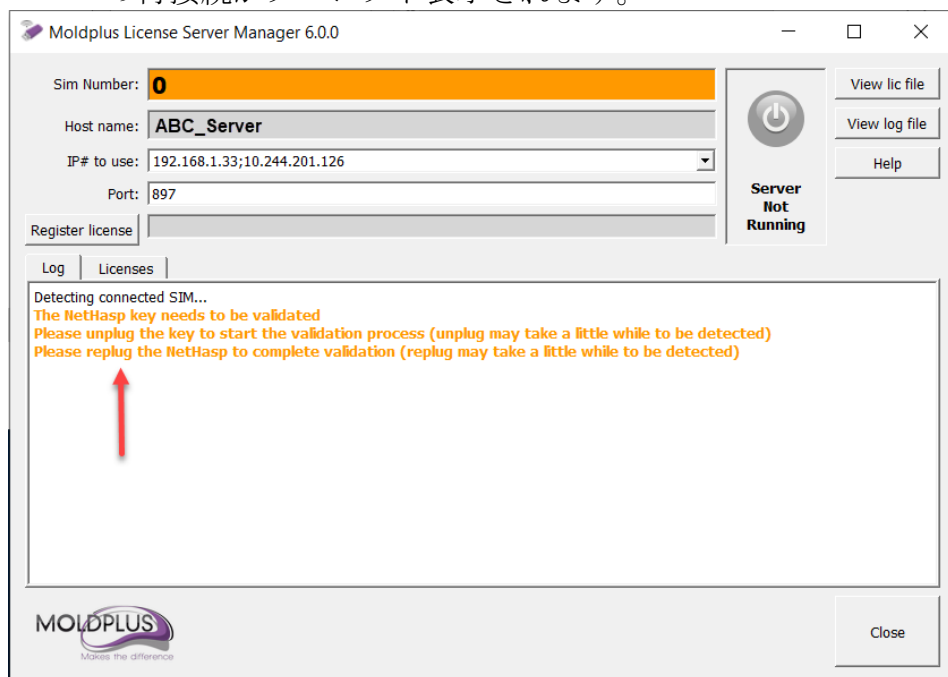 Moldplus License Server Manager 6.0.0
Sim Number: 0
Host name: ABC_Server
IP# to use: 192.168.1.33;10.244.201.126
Port: 897
Register license
Server
Not
Running
View lic file
View log file
Help
Log Licenses
Detecting connected SIM...
The NetHasp key needs to be validated
Please unplug the key to start the validation process (unplug may take a little while to be detected)
Please replug the NetHasp to complete validation (replug may take a little while to be detected)
MOLDPLUS
Makes the difference
Close